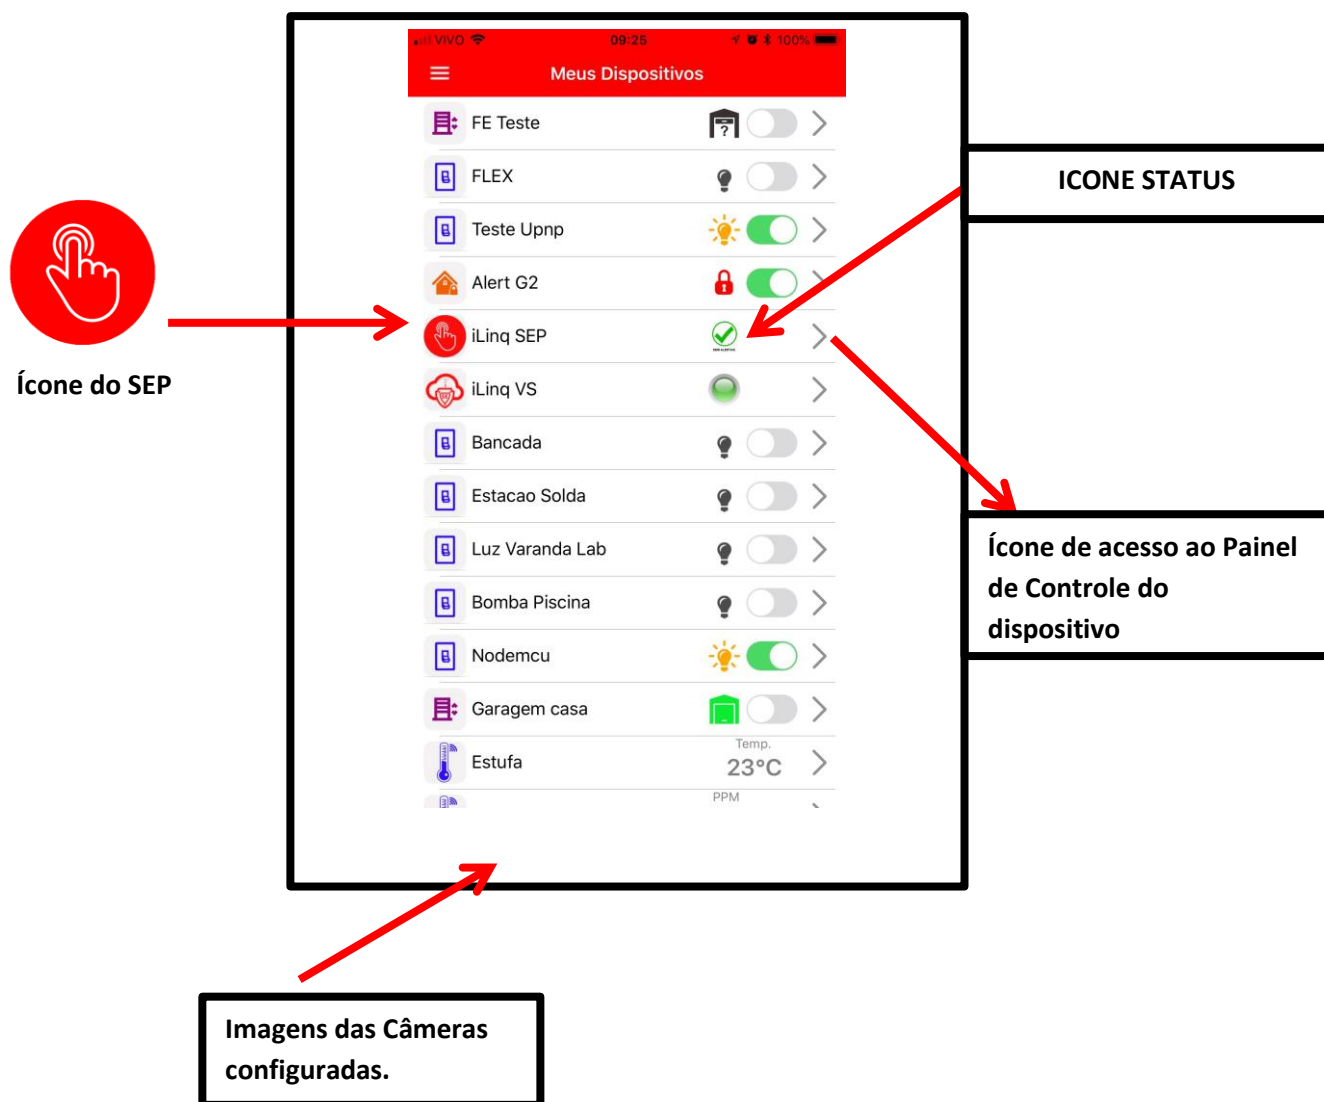 VIVO 09:25 100%
Meus Dispositivos
FE Teste
?
FLEX
Teste Upnp
Alert G2
iLinq SEP
iLinq VS
Bancada
Estacao Solda
Luz Varanda Lab
Bomba Piscina
Nodemcu
Garagem casa
Temp.
Estufa 23°C
PPM
Ícone do SEP
ICONE STATUS
Ícone de acesso ao Painel
de Controle do
dispositivo
Imagens das Câmeras
configuradas.